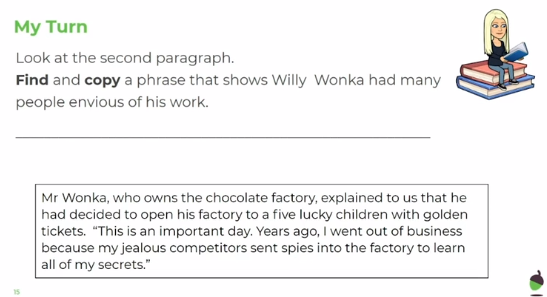 My Turn
Look at the second paragraph.
Find and copy a phrase that shows Willy  Wonka had many
people envious of his work.
Mr Wonka, who owns the chocolate factory, explained to us that he
had decided to open his factory to a five lucky children with golden
tickets.  “This is an important day. Years ago, I went out of business
because my jealous competitors sent spies into the factory to learn
all of my secrets.”
15